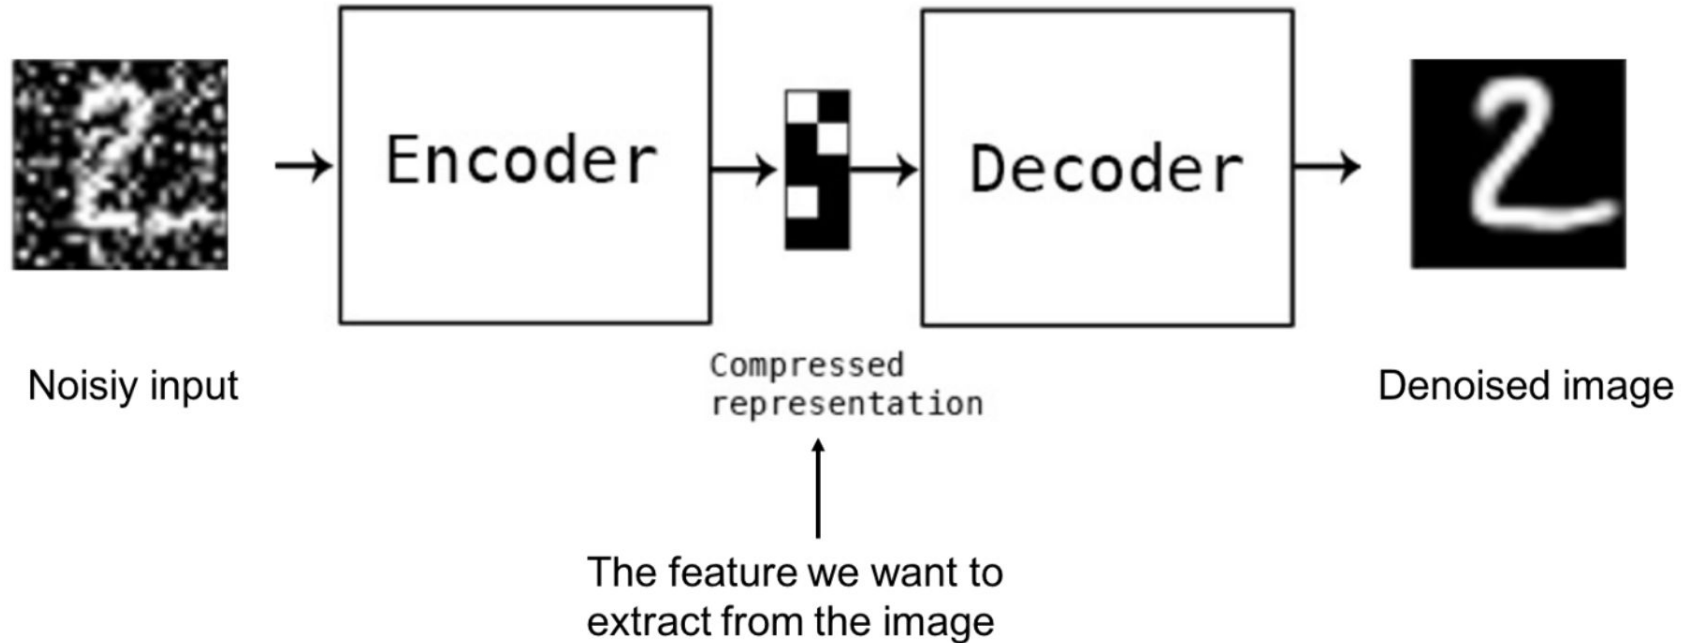 Encoder
Decoder
Noisiy input
Compressed
representation
Denoised image
The feature we want to
extract from the image